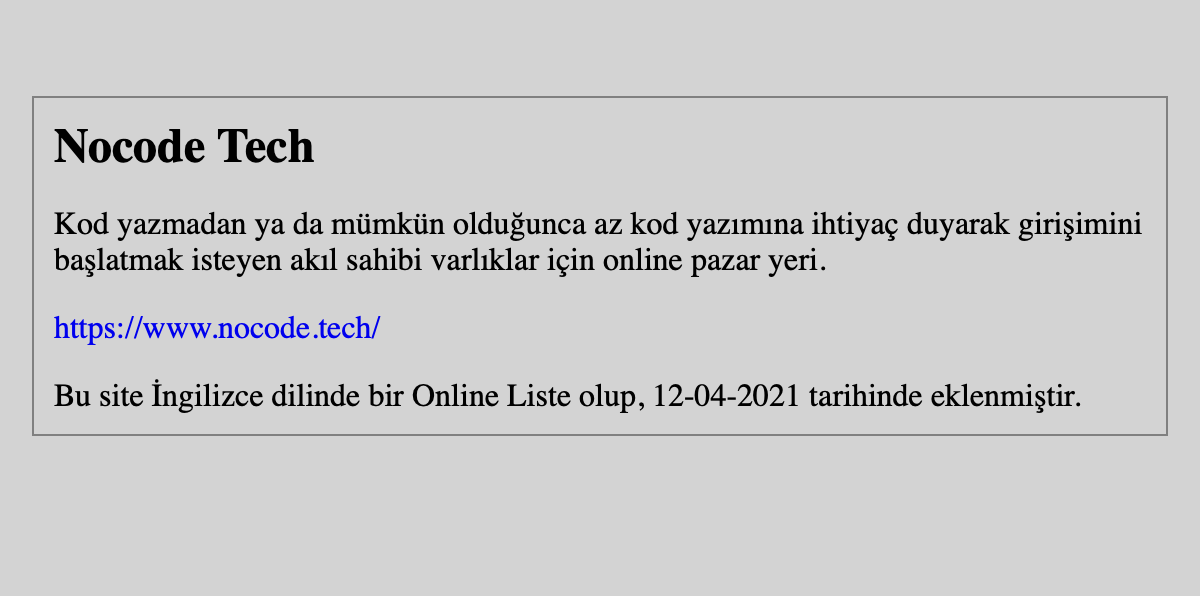 Nocode Tech
Kod yazmadan ya da mümkün olduğunca az kod yazımına ihtiyaç duyarak girişimini
başlatmak isteyen akıl sahibi varlıklar için online pazar yeri.
https://www.nocode.tech/
Bu site İngilizce dilinde bir Online Liste olup, 12-04-2021 tarihinde eklenmiştir.